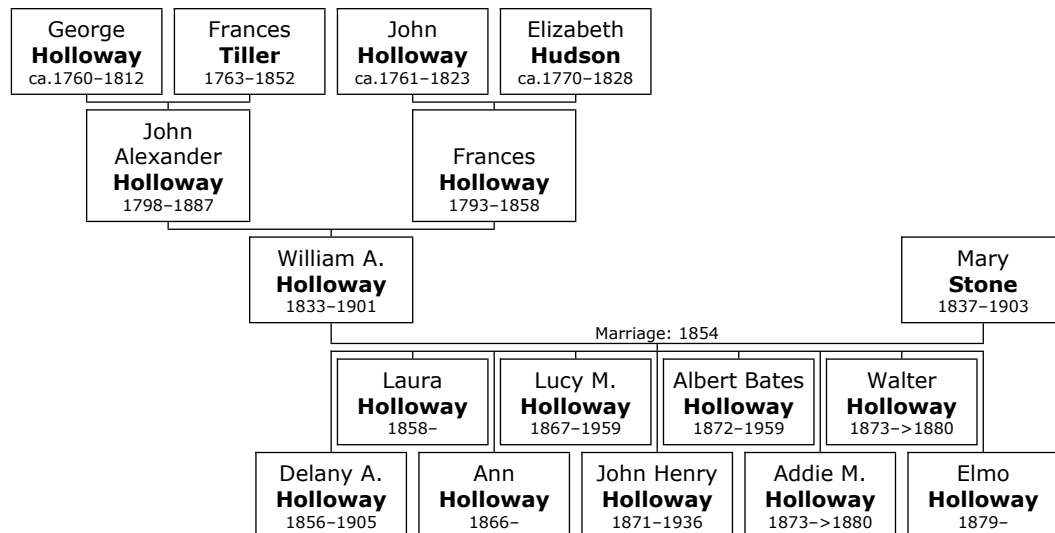 George
Holloway
ca.1760–1812
Frances
Tiller
1763–1852
John
Holloway
ca.1761–1823
Elizabeth
Hudson
ca.1770–1828
John
Alexander
Holloway
1798–1887
Frances
Holloway
1793–1858
William A.
Holloway
1833–1901
Mary
Stone
1837–1903
Marriage: 1854
Laura
Holloway
1858–
Lucy M.
Holloway
1867–1959
Albert Bates
Holloway
1872–1959
Walter
Holloway
1873–>1880
Delany A.
Holloway
1856–1905
Ann
Holloway
1866–
John Henry
Holloway
1871–1936
Addie M.
Holloway
1873–>1880
Elmo
Holloway
1879–